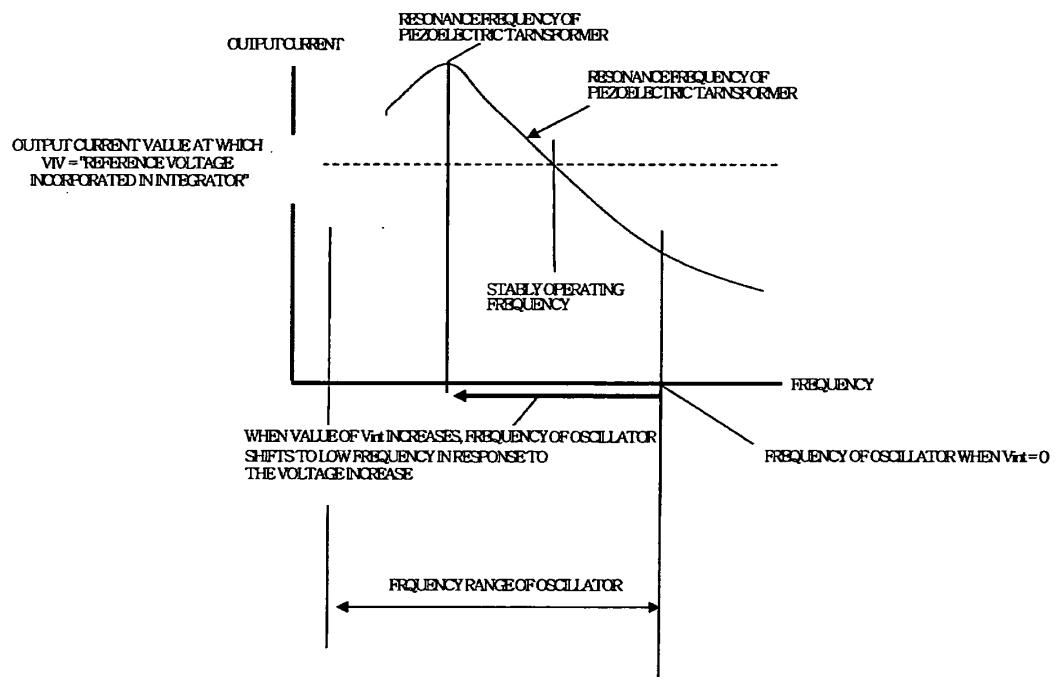 RESONANCE FREQUENCY OF
PIEZOELECTRIC TARNSFORMER
OUTPUT CURRENT
RESONANCE FREQUENCY OF
PIEZOELECTRIC TARNSFORMER
OUTPUT CURRENT VALUE AT WHICH
VIV = "REFERENCE VOLTAGE
INCORPORATED IN INTEGRATOR"
STABLY OPERATING
FREQUENCY
FREQUENCY
WHEN VALUE OF Vint INCREASES, FREQUENCY OF OSCILLATOR
SHIFTS TO LOW FREQUENCY IN RESPONSE TO
THE VOLTAGE INCREASE
FREQUENCY OF OSCILLATOR WHEN Vint = 0
FRQUENCY RANGE OF OSCILLATOR